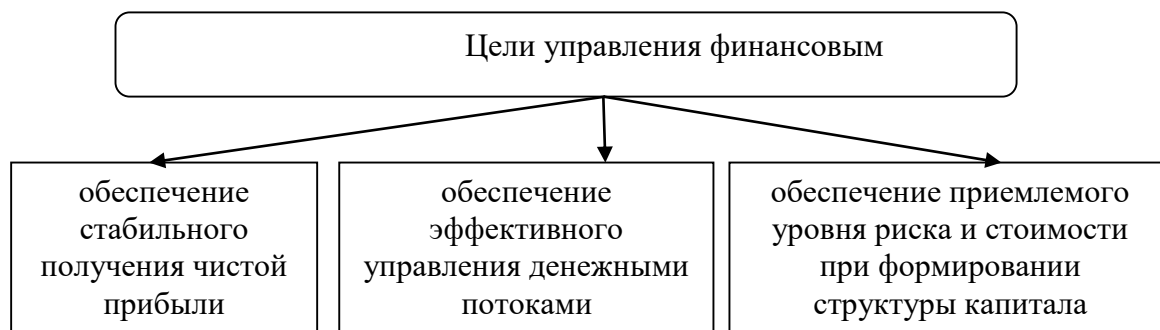 Цели управления финансовым
обеспечение
стабильного
получения чистой
прибыли
обеспечение
эффективного
управления денежными
потоками
обеспечение приемлемого
уровня риска и стоимости
при формировании
структуры капитала